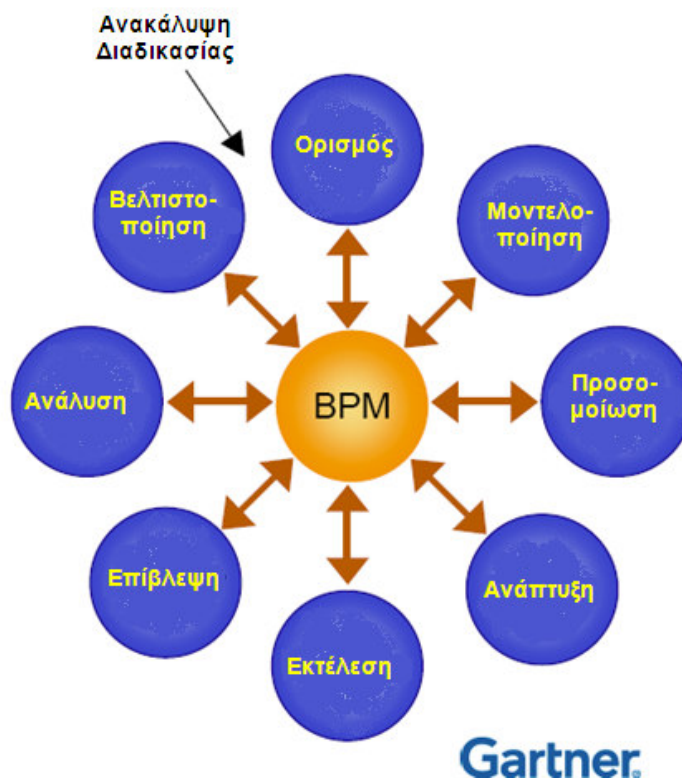 Ανακάλυψη
Διαδικασίας
Ορισμός
Μοντελο-
ποίηση
Προσο-
μοίωση
Ανάπτυξη
Εκτέλεση
Επίβλεψη
Ανάλυση
Βελτιστο-
ποίηση
BPM
Gartner®